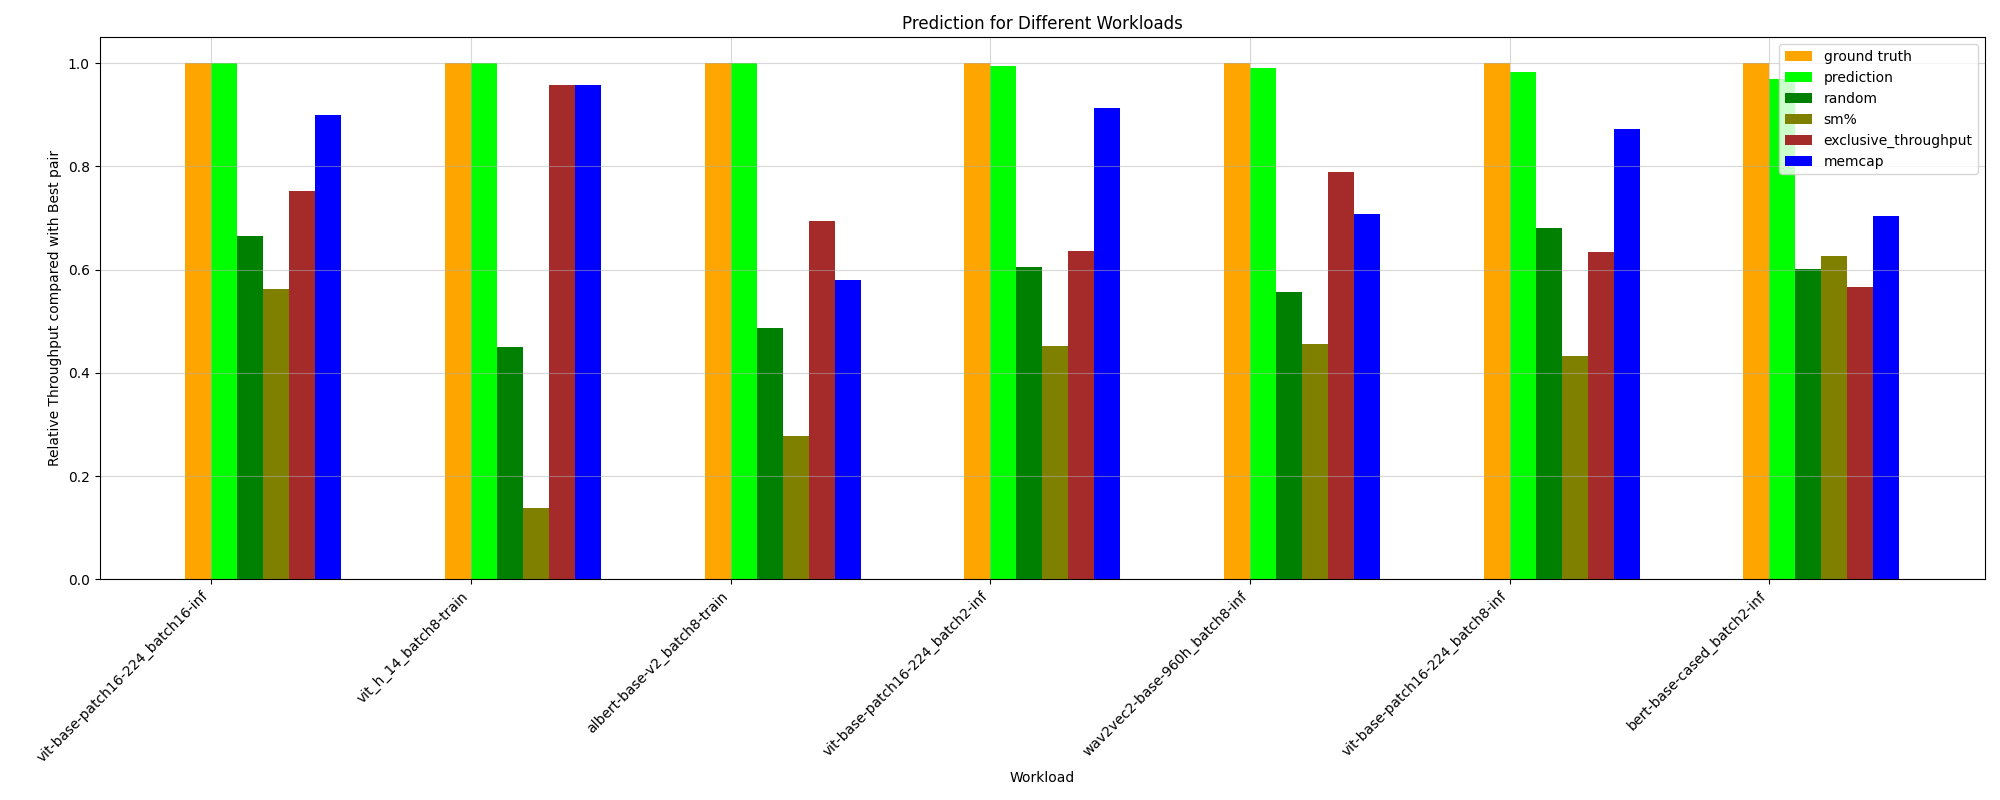 Prediction for Different Workloads
Relative Throughput compared with Best pair
1.0
0.8
0.6
0.4
0.2
0.0
ground truth
prediction
random
sm%
exclusive_throughput
memcap
vit-base-patch16-224_batch16-inf
vit_h_14_batch8-train
albert-base-v2_batch8-train
vit-base-patch16-224_batch2-inf
wav2vec2-base-960h_batch8-inf
vit-base-patch16-224_batch8-inf
bert-base-cased_batch2-inf
Workload